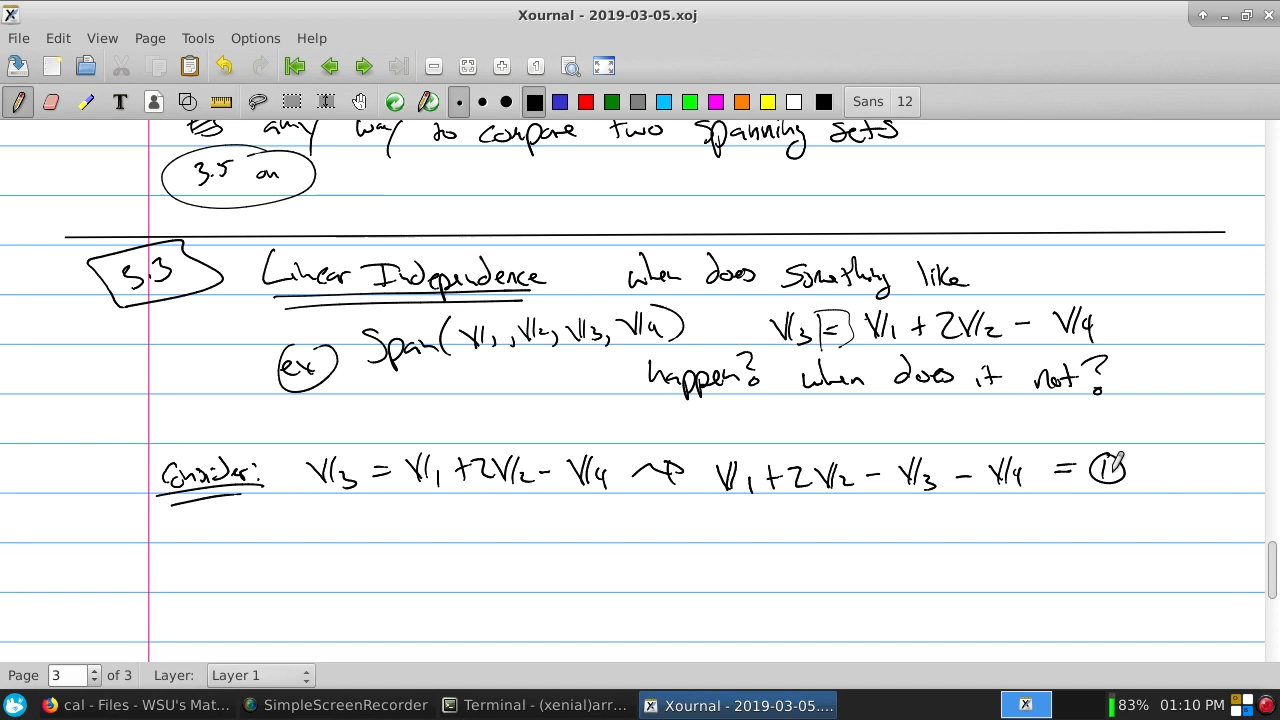 Xournal - 2019-03-05.xoj
File Edit View Page Tools Options Help
Sans 12
any way to compare two spanning sets
3.5 on
3.3 Linear Independence when does something like
ex Span(V1, V2, V3, V4) V3 = V1 + 2V2 - V4
happen? when does it not?
Consider: V3 = V1 + 2V2 - V4 ⇝ V1 + 2V2 - V3 - V4 =
Page 3 of 3 Layer: Layer 1
cal - Files - WSU's Mat... SimpleScreenRecorder Terminal - (xenial)arr... Xournal - 2019-03-05.... 83% 01:10 PM